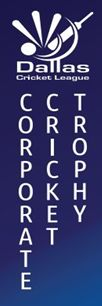 Dallas
Cricket League
CORPORATE
CRICKET
TROPHY